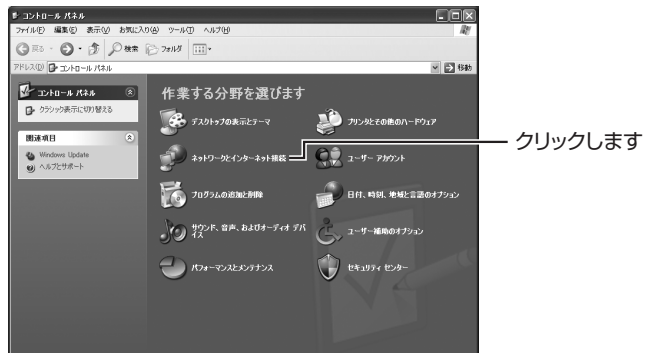 コントロール パネル
ファイル(F) 編集(E) 表示(V) お気に入り(A) ツール(T) ヘルプ(H)
戻る 検索 フォルダ
アドレス(D) コントロール パネル 移動
コントロール パネル
クラシック表示に切り替える
関連項目
Windows Update
ヘルプとサポート
作業する分野を選びます
デスクトップの表示とテーマ
プリンタとその他のハードウェア
ネットワークとインターネット接続
ユーザー アカウント
プログラムの追加と削除
日付、時刻、地域と言語のオプション
サウンド、音声、およびオーディオ デバ
イス
ユーザー補助のオプション
パフォーマンスとメンテナンス
セキュリティ センター
クリックします